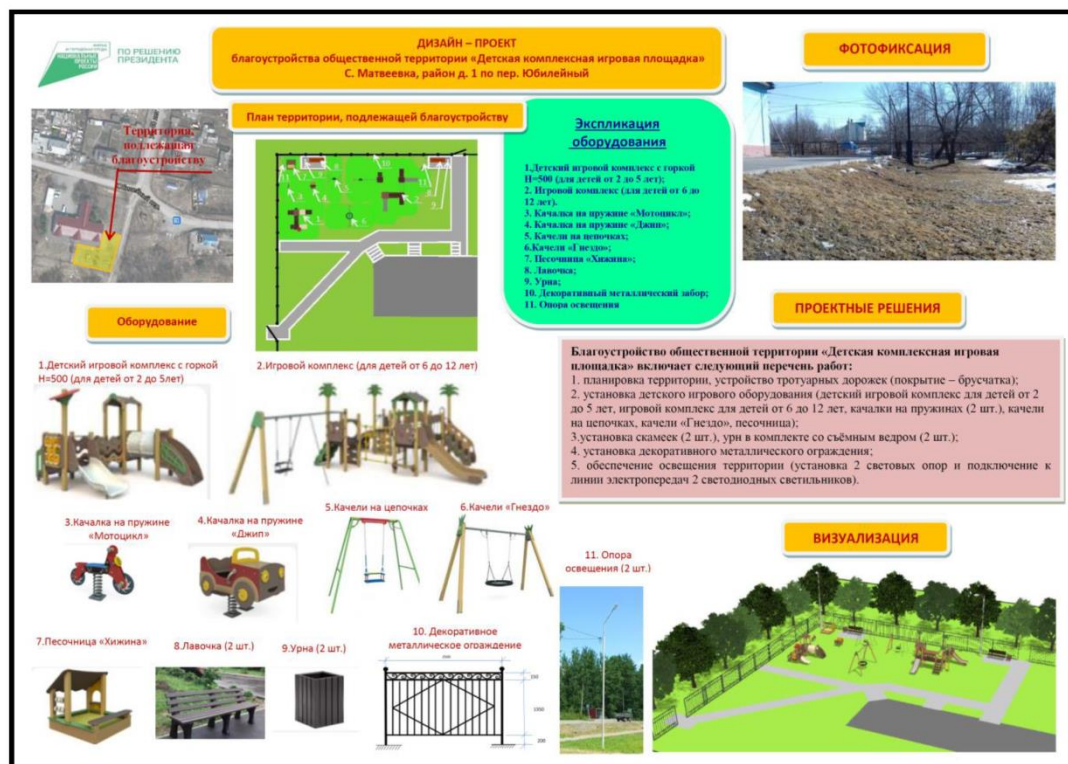 НАЦИОНАЛЬНЫЕ
ПРОЕКТЫ
РОССИИ
ПО РЕШЕНИЮ
ПРЕЗИДЕНТА
ДИЗАЙН – ПРОЕКТ
благоустройства общественной территории «Детская комплексная игровая площадка»
С. Матвеевка, район д. 1 по пер. Юбилейный
ФОТОФИКСАЦИЯ
Территория,
подлежащая
благоустройству
План территории, подлежащей благоустройству
Экспликация
оборудования
1.Детский игровой комплекс с горкой
Н=500 (для детей от 2 до 5 лет);
2. Игровой комплекс (для детей от 6 до
12 лет).
3. Качалка на пружине «Мотоцикл»;
4. Качалка на пружине «Джип»;
5. Качели на цепочках;
6.Качели «Гнездо»;
7. Песочница «Хижина»;
8. Лавочка;
9. Урна;
10. Декоративный металлический забор;
11. Опора освещения
ПРОЕКТНЫЕ РЕШЕНИЯ
Благоустройство общественной территории «Детская комплексная игровая
площадка» включает следующий перечень работ:
1. планировка территории, устройство тротуарных дорожек (покрытие – брусчатка);
2. установка детского игрового оборудования (детский игровой комплекс для детей от 2
до 5 лет, игровой комплекс для детей от 6 до 12 лет, качалки на пружинах (2 шт.), качели
на цепочках, качели «Гнездо», песочница);
3.установка скамеек (2 шт.), урн в комплекте со съёмным ведром (2 шт.);
4. установка декоративного металлического ограждения;
5. обеспечение освещения территории (установка 2 световых опор и подключение к
линии электропередач 2 светодиодных светильников).
Оборудование
1.Детский игровой комплекс с горкой
Н=500 (для детей от 2 до 5лет)
2.Игровой комплекс (для детей от 6 до 12 лет)
3.Качалка на пружине
«Мотоцикл»
4.Качалка на пружине
«Джип»
5.Качели на цепочках
6.Качели «Гнездо»
11. Опора
освещения (2 шт.)
ВИЗУАЛИЗАЦИЯ
7.Песочница «Хижина»
8.Лавочка (2 шт.)
9.Урна (2 шт.)
10. Декоративное
металлическое ограждение